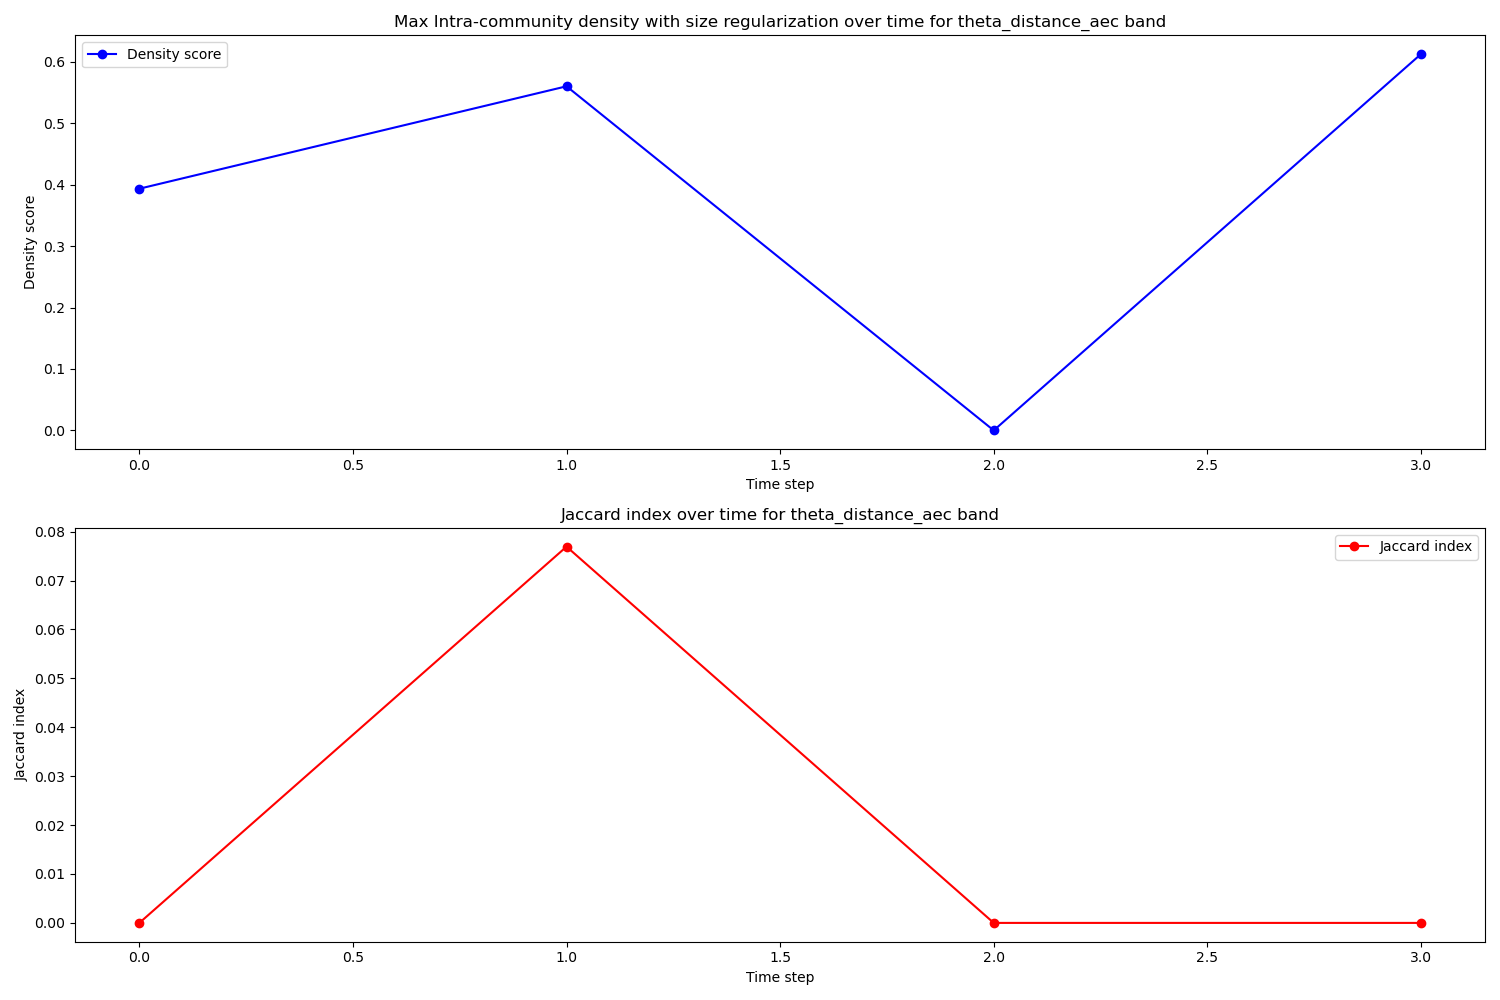 Max Intra-community density with size regularization over time for theta_distance_aec band
Density score
0.6
0.5
0.4
0.3
0.2
0.1
0.0
Density score
0.0 0.5 1.0 1.5 2.0 2.5 3.0
Time step
Jaccard index over time for theta_distance_aec band
Jaccard index
0.08
0.07
0.06
0.05
0.04
0.03
0.02
0.01
0.00
Jaccard index
0.0 0.5 1.0 1.5 2.0 2.5 3.0
Time step